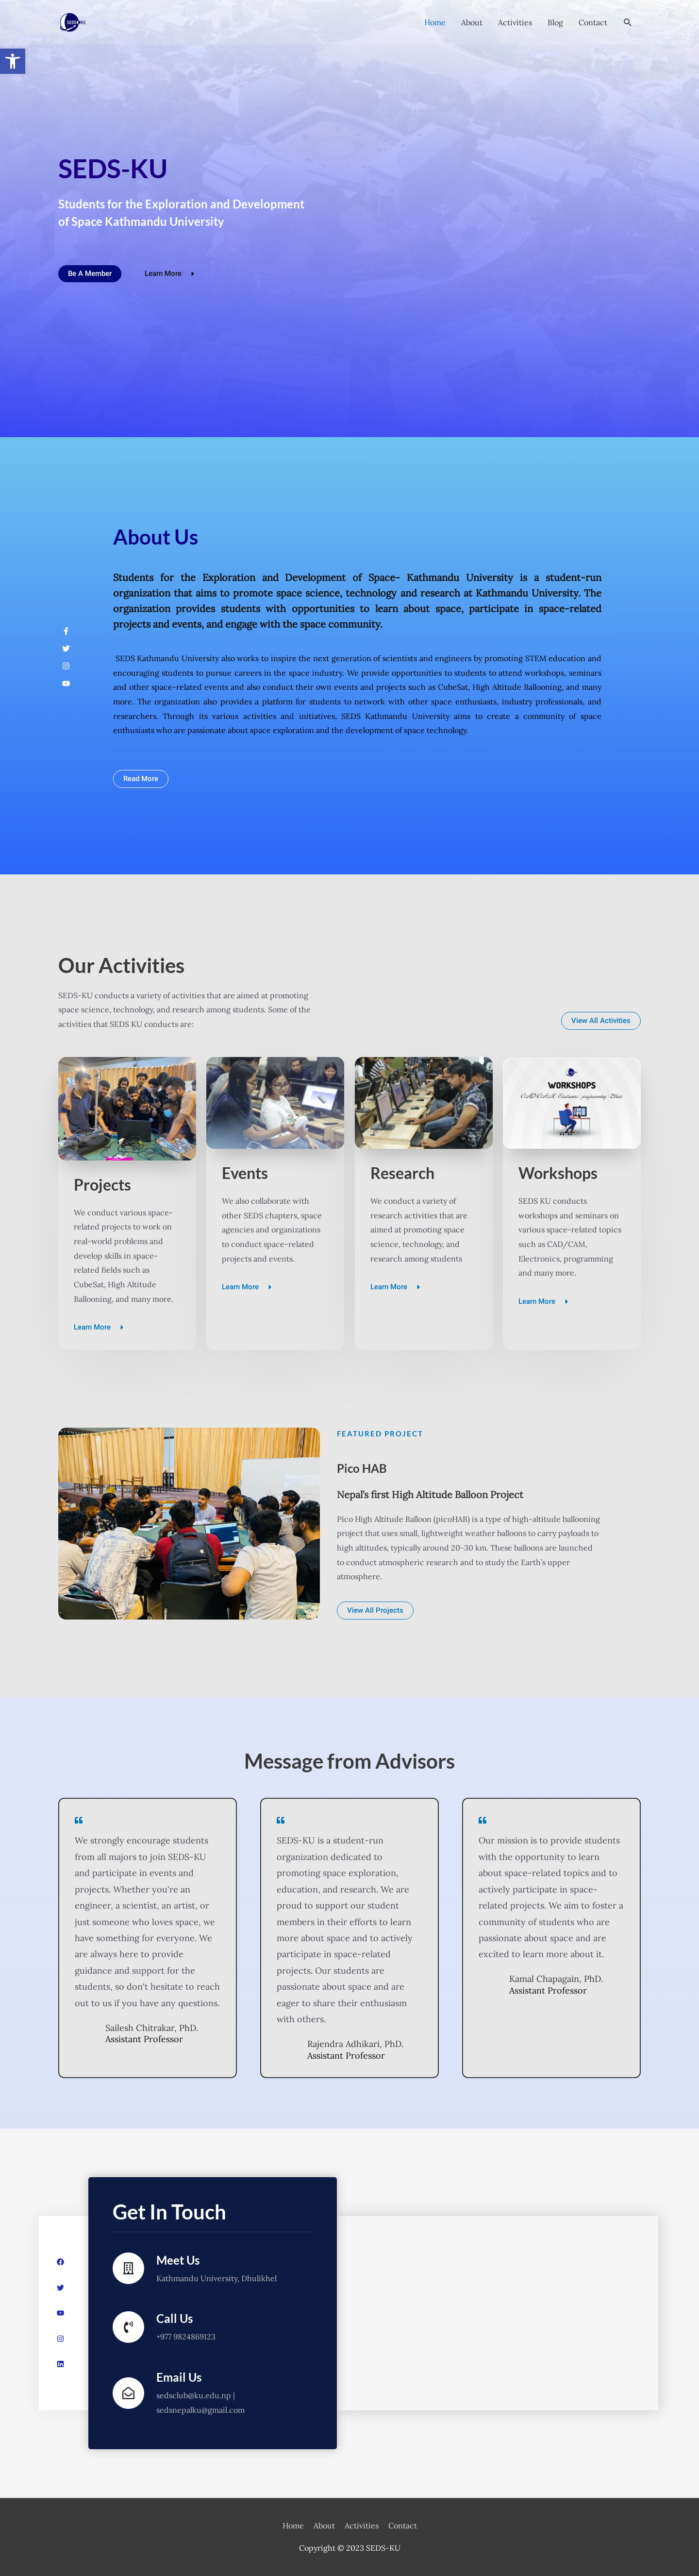 SEDS-KU
Home
About
Activities
Blog
Contact
SEDS-KU
Students for the Exploration and Development
of Space Kathmandu University
Be A Member
Learn More
About Us
Students for the Exploration and Development of Space- Kathmandu University is a student-run
organization that aims to promote space science, technology and research at Kathmandu University. The
organization provides students with opportunities to learn about space, participate in space-related
projects and events, and engage with the space community.
SEDS Kathmandu University also works to inspire the next generation of scientists and engineers by promoting STEM education and
encouraging students to pursue careers in the space industry. We provide opportunities to students to attend workshops, seminars
and other space-related events and also conduct their own events and projects such as CubeSat, High Altitude Ballooning, and many
more. The organization also provides a platform for students to network with other space enthusiasts, industry professionals, and
researchers. Through its various activities and initiatives, SEDS Kathmandu University aims to create a community of space
enthusiasts who are passionate about space exploration and the development of space technology.
Read More
Our Activities
SEDS-KU conducts a variety of activities that are aimed at promoting
space science, technology, and research among students. Some of the
activities that SEDS KU conducts are:
View All Activities
Projects
We conduct various space-
related projects to work on
real-world problems and
develop skills in space-
related fields such as
CubeSat, High Altitude
Ballooning, and many more.
Learn More
Events
We also collaborate with
other SEDS chapters, space
agencies and organizations
to conduct space-related
projects and events.
Learn More
Research
We conduct a variety of
research activities that are
aimed at promoting space
science, technology, and
research among students
Learn More
WORKSHOPS
CAD/CAM | Electronics | programming | Ethics
Workshops
SEDS KU conducts
workshops and seminars on
various space-related topics
such as CAD/CAM,
Electronics, programming
and many more.
Learn More
FEATURED PROJECT
Pico HAB
Nepal's first High Altitude Balloon Project
Pico High Altitude Balloon (picoHAB) is a type of high-altitude ballooning
project that uses small, lightweight weather balloons to carry payloads to
high altitudes, typically around 20-30 km. These balloons are launched
to conduct atmospheric research and to study the Earth's upper
atmosphere.
View All Projects
Message from Advisors
We strongly encourage students
from all majors to join SEDS-KU
and participate in events and
projects. Whether you're an
engineer, a scientist, an artist, or
just someone who loves space, we
have something for everyone. We
are always here to provide
guidance and support for the
students, so don't hesitate to reach
out to us if you have any questions.
Sailesh Chitrakar, PhD.
Assistant Professor
SEDS-KU is a student-run
organization dedicated to
promoting space exploration,
education, and research. We are
proud to support our student
members in their efforts to learn
more about space and to actively
participate in space-related
projects. Our students are
passionate about space and are
eager to share their enthusiasm
with others.
Rajendra Adhikari, PhD.
Assistant Professor
Our mission is to provide students
with the opportunity to learn
about space-related topics and to
actively participate in space-
related projects. We aim to foster a
community of students who are
passionate about space and are
excited to learn more about it.
Kamal Chapagain, PhD.
Assistant Professor
Get In Touch
Meet Us
Kathmandu University, Dhulikhel
Call Us
+977 9824869123
Email Us
sedsclub@ku.edu.np |
sedsnepalku@gmail.com
Home
About
Activities
Contact
Copyright © 2023 SEDS-KU